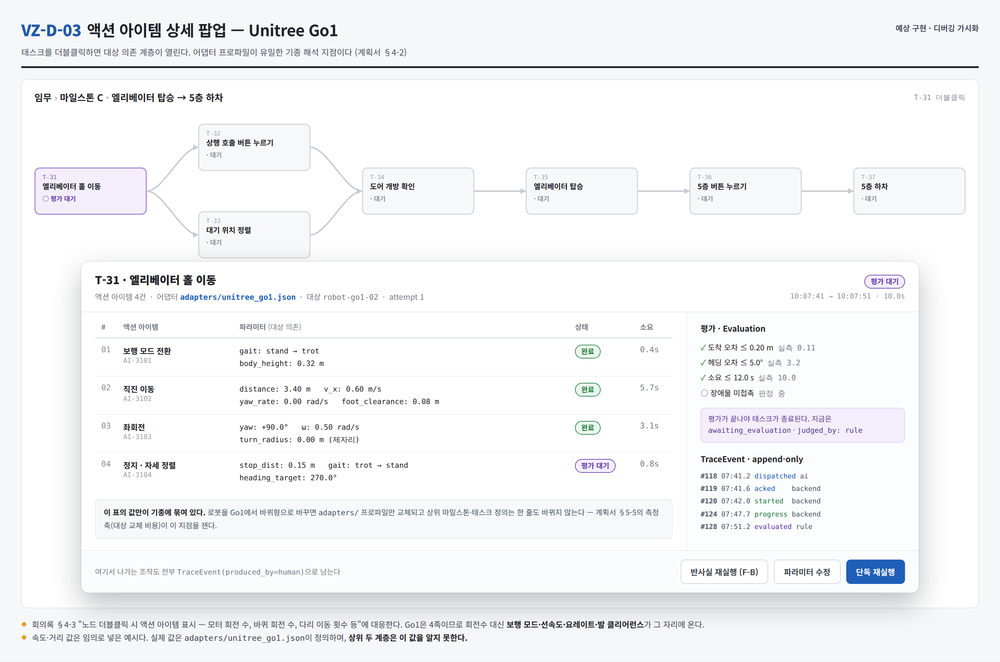 VZ-D-03 액션 아이템 상세 팝업 — Unitree Go1
예상 구현 · 디버깅 가시화
태스크를 더블클릭하면 대상 의존 계층이 열린다. 어댑터 프로파일이 유일한 기종 해석 지점이다 (계획서 §4-2)
임무 › 마일스톤 C · 엘리베이터 탑승 → 5층 하차
T-31 더블클릭
T-31
엘리베이터 홀 이동
○ 평가 대기
T-32
상행 호출 버튼 누르기
· 대기
T-33
대기 위치 정렬
· 대기
T-34
도어 개방 확인
· 대기
T-35
엘리베이터 탑승
· 대기
T-36
5층 버튼 누르기
· 대기
T-37
5층 하차
· 대기
T-31 · 엘리베이터 홀 이동
평가 대기
액션 아이템 4건 · 어댑터 adapters/unitree_go1.json · 대상 robot-go1-02 · attempt 1
10:07:41 → 10:07:51 · 10.0s
# 액션 아이템 파라미터 (대상 의존) 상태 소요
01 보행 모드 전환 gait: stand → trot 완료 0.4s
AI-3101 body_height: 0.32 m
02 직진 이동 distance: 3.40 m v_x: 0.60 m/s 완료 5.7s
AI-3102 yaw_rate: 0.00 rad/s foot_clearance: 0.08 m
03 좌회전 yaw: +90.0° ω: 0.50 rad/s 완료 3.1s
AI-3103 turn_radius: 0.00 m (제자리)
04 정지 · 자세 정렬 stop_dist: 0.15 m gait: trot → stand 평가 대기 0.8s
AI-3104 heading_target: 270.0°
이 표의 값만이 기종에 묶여 있다. 로봇을 Go1에서 바퀴형으로 바꾸면 adapters/ 프로파일만 교체되고 상위 마일스톤·태스크 정의는 한 줄도 바뀌지 않는다 — 계획서 §5-5의 측정
축(대상 교체 비용)이 이 지점을 잰다.
평가 · Evaluation
✓ 도착 오차 ≤ 0.20 m 실측 0.11
✓ 헤딩 오차 ≤ 5.0° 실측 3.2
✓ 소요 ≤ 12.0 s 실측 10.0
○ 장애물 미접촉 판정 중
평가가 끝나야 태스크가 종료된다. 지금은
awaiting_evaluation · judged_by: rule
TraceEvent · append-only
#118 07:41.2 dispatched ai
#119 07:41.6 acked backend
#120 07:42.0 started backend
#124 07:47.7 progress backend
#128 07:51.2 evaluated rule
여기서 나가는 조작도 전부 TraceEvent(produced_by=human)으로 남는다
반사실 재실행 (F-B)
파라미터 수정
단독 재실행
◆ 회의록 §4-3 "노드 더블클릭 시 액션 아이템 표시 — 모터 회전 수, 바퀴 회전 수, 다리 이동 횟수 등"에 대응한다. Go1은 4족이므로 회전수 대신 보행 모드·선속도·요레이트·발 클리어런스가 그 자리에 온다.
◆ 속도·거리 값은 임의로 넣은 예시다. 실제 값은 adapters/unitree_go1.json이 정의하며, 상위 두 계층은 이 값을 알지 못한다.